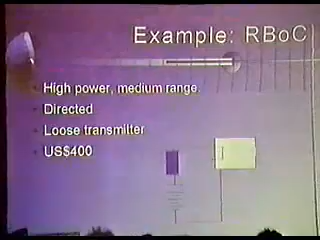 Example: RBoC
High power, medium range.
Directed
Loose transmitter
US$400